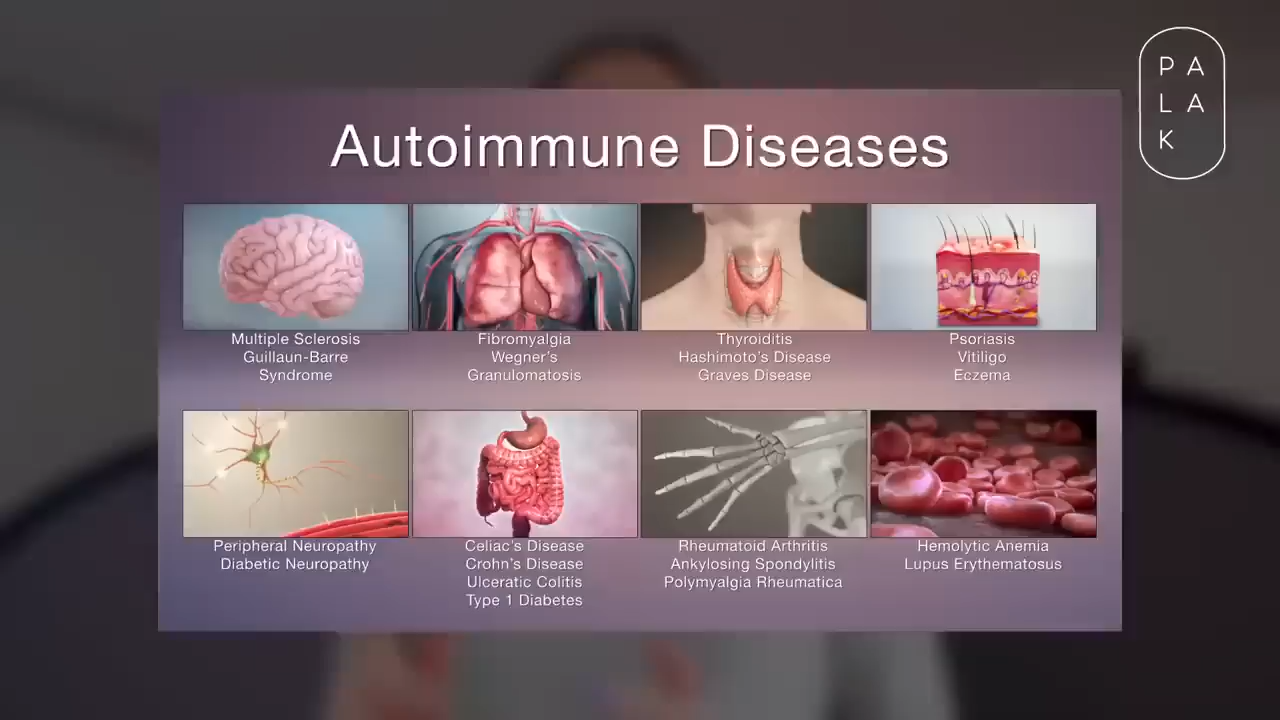 PA
LA
K
Autoimmune Diseases
Multiple Sclerosis
Guillaun-Barre
Syndrome
Fibromyalgia
Wegner's
Granulomatosis
Thyroiditis
Hashimoto's Disease
Graves Disease
Psoriasis
Vitiligo
Eczema
Peripheral Neuropathy
Diabetic Neuropathy
Celiac's Disease
Crohn's Disease
Ulceratic Colitis
Type 1 Diabetes
Rheumatoid Arthritis
Ankylosing Spondylitis
Polymyalgia Rheumatica
Hemolytic Anemia
Lupus Erythematosus